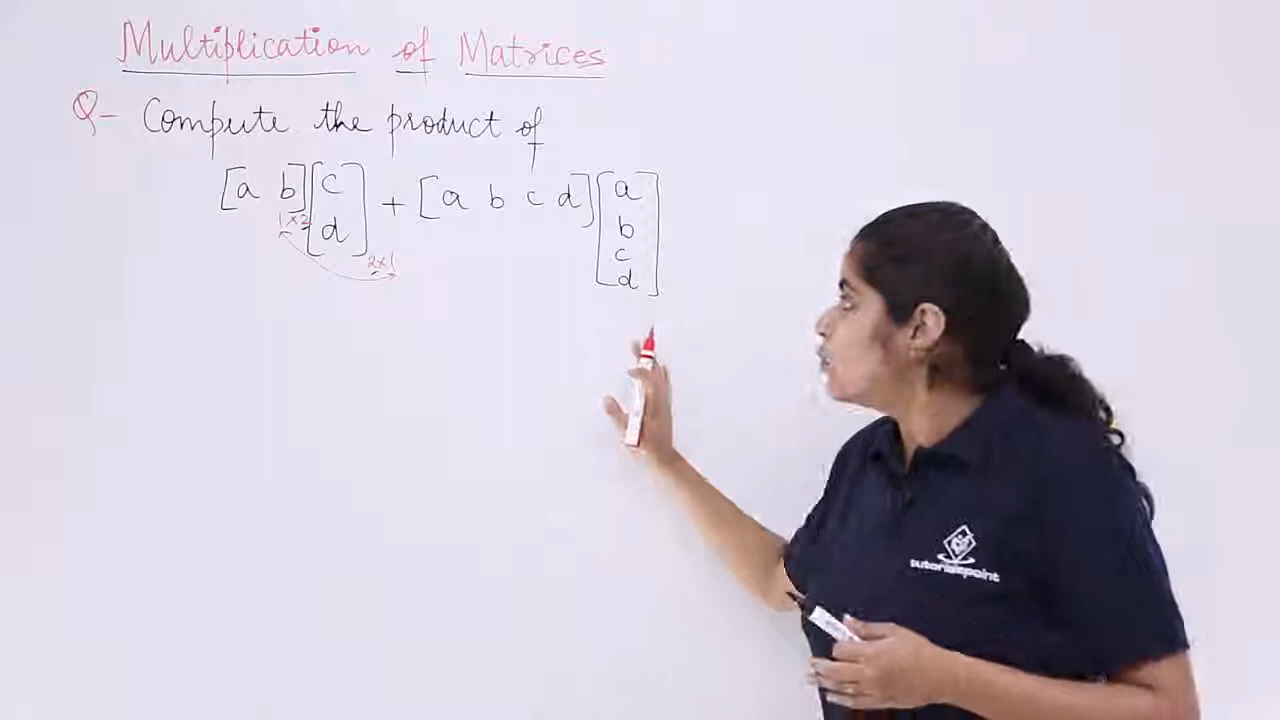 Multiplication of Matrices
Q- Compute the product of
[a b] [c d] + [a b c d] [a b c d]
1×2
2×1
tutorialspoint